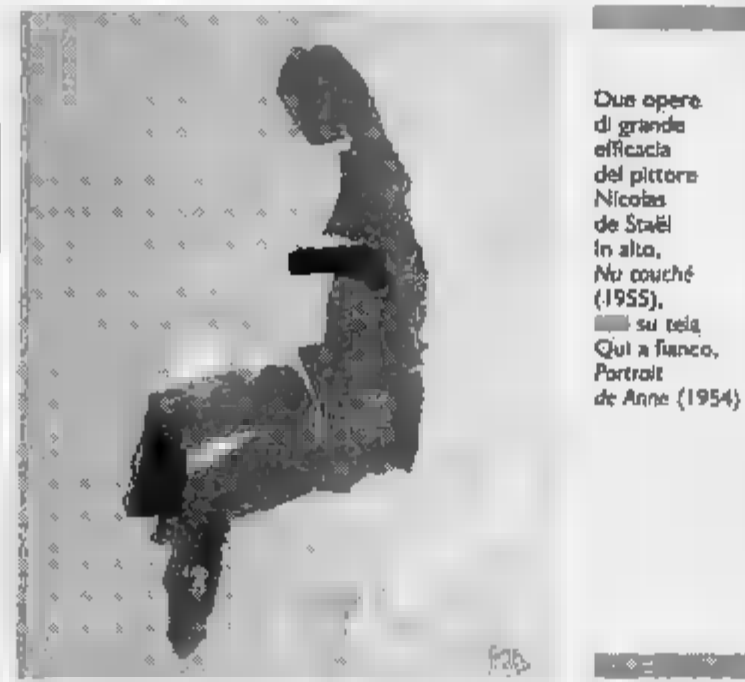 Due opere
di grande
efficacia
del pittore
Nicolas
de Staël
In alto,
Nu couché
(1955),
su tela
Qui a fianco,
Portrait
de Anne (1954)